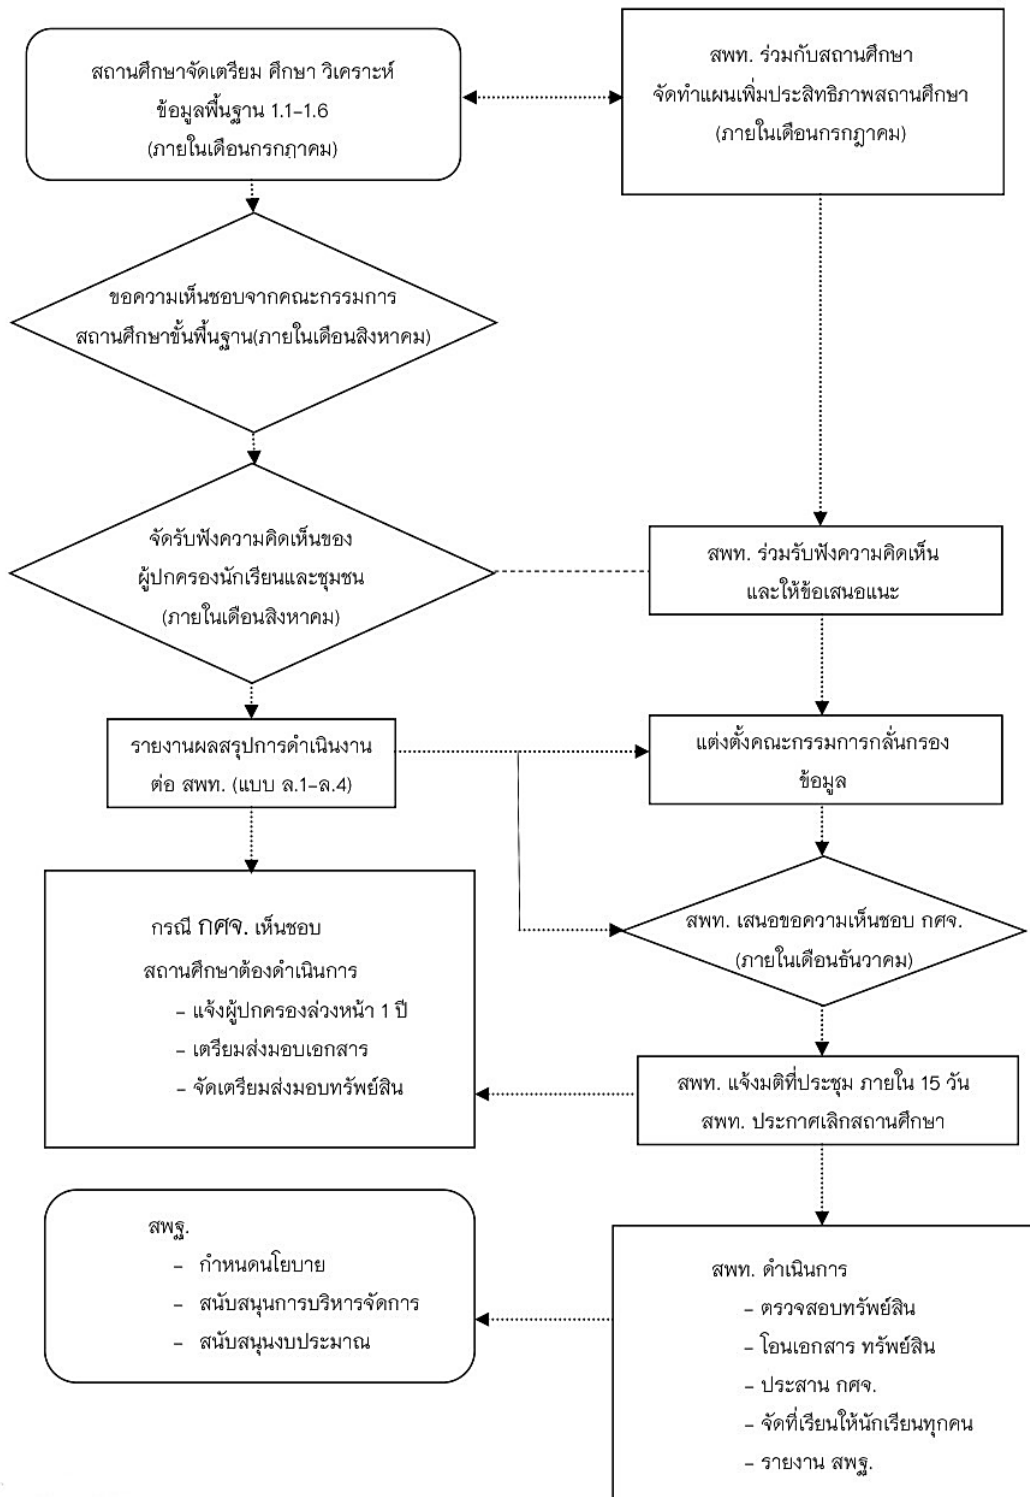 สถานศึกษาจัดเตรียม ศึกษา วิเคราะห์
ข้อมูลพื้นฐาน 1.1-1.6
(ภายในเดือนกรกฎาคม)
สพท. ร่วมกับสถานศึกษา
จัดทำแผนเพิ่มประสิทธิภาพสถานศึกษา
(ภายในเดือนกรกฎาคม)
ขอความเห็นชอบจากคณะกรรมการ
สถานศึกษาขั้นพื้นฐาน(ภายในเดือนสิงหาคม)
จัดรับฟังความคิดเห็นของ
ผู้ปกครองนักเรียนและชุมชน
(ภายในเดือนสิงหาคม)
สพท. ร่วมรับฟังความคิดเห็น
และให้ข้อเสนอแนะ
รายงานผลสรุปการดำเนินงาน
ต่อ สพท. (แบบ ล.1-ล.4)
แต่งตั้งคณะกรรมการกลั่นกรอง
ข้อมูล
สพท. เสนอขอความเห็นชอบ กศจ.
(ภายในเดือนธันวาคม)
กรณี กศจ. เห็นชอบ
สถานศึกษาต้องดำเนินการ
- แจ้งผู้ปกครองล่วงหน้า 1 ปี
- เตรียมส่งมอบเอกสาร
- จัดเตรียมส่งมอบทรัพย์สิน
สพท. แจ้งมติที่ประชุม ภายใน 15 วัน
สพท. ประกาศเลิกสถานศึกษา
สพฐ.
- กำหนดนโยบาย
- สนับสนุนการบริหารจัดการ
- สนับสนุนงบประมาณ
สพท. ดำเนินการ
- ตรวจสอบทรัพย์สิน
- โอนเอกสาร ทรัพย์สิน
- ประสาน กศจ.
- จัดที่เรียนให้นักเรียนทุกคน
- รายงาน สพฐ.